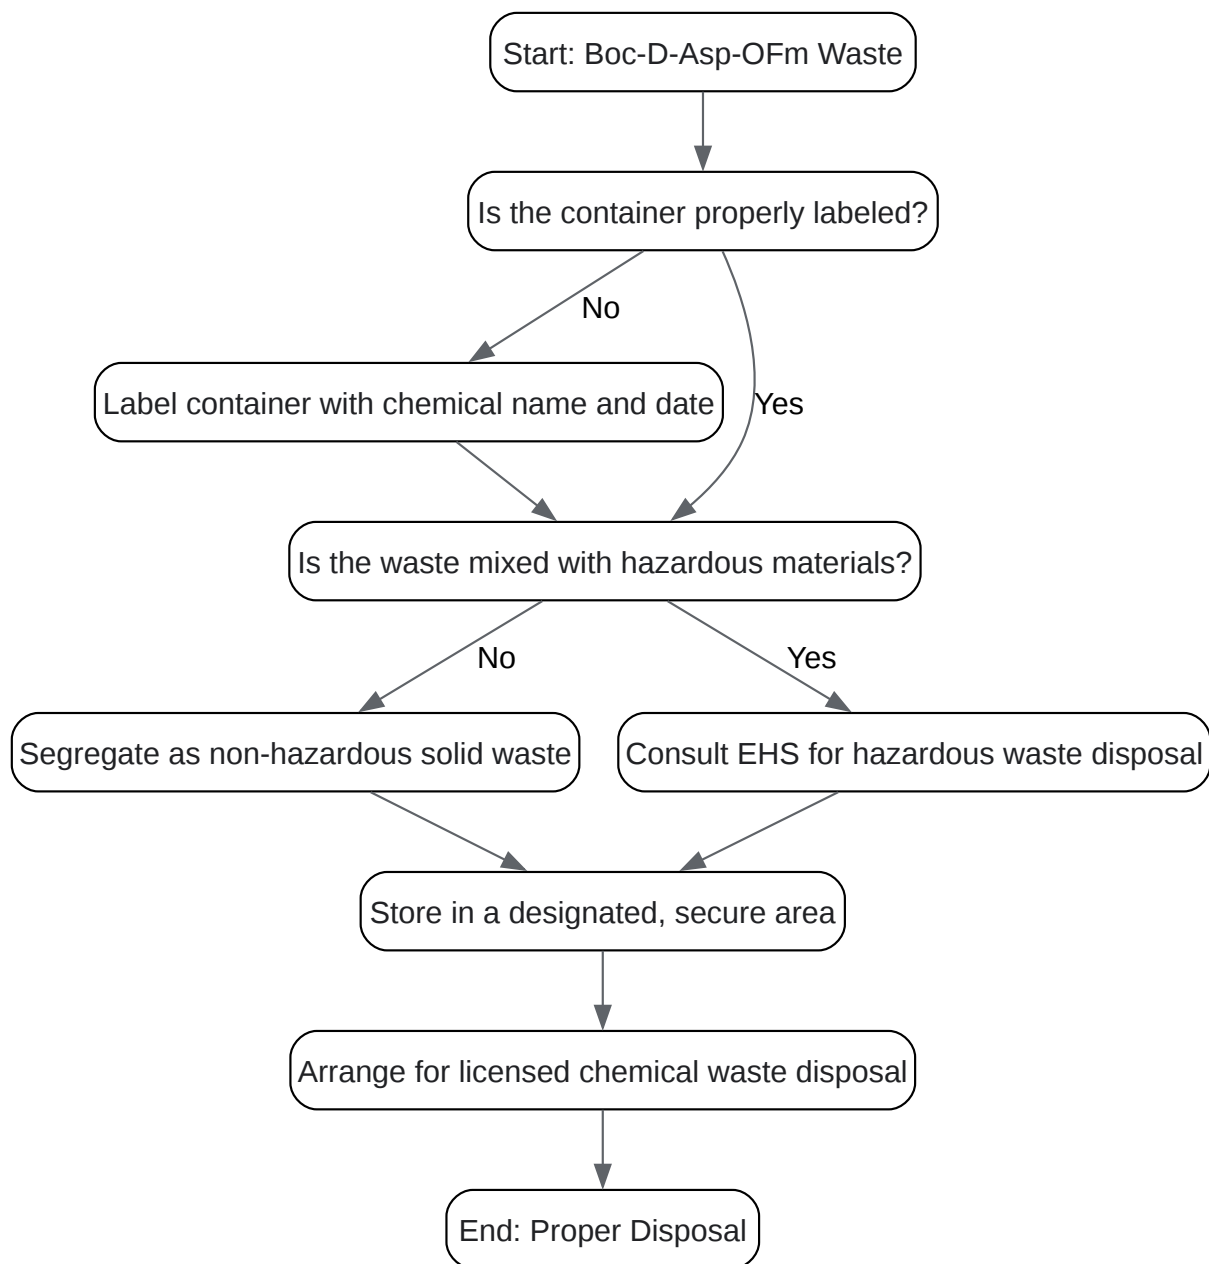 Start: Boc-D-Asp-OFm Waste
Is the container properly labeled?
No
Label container with chemical name and date
Yes
Is the waste mixed with hazardous materials?
No
Yes
Segregate as non-hazardous solid waste
Consult EHS for hazardous waste disposal
Store in a designated, secure area
Arrange for licensed chemical waste disposal
End: Proper Disposal